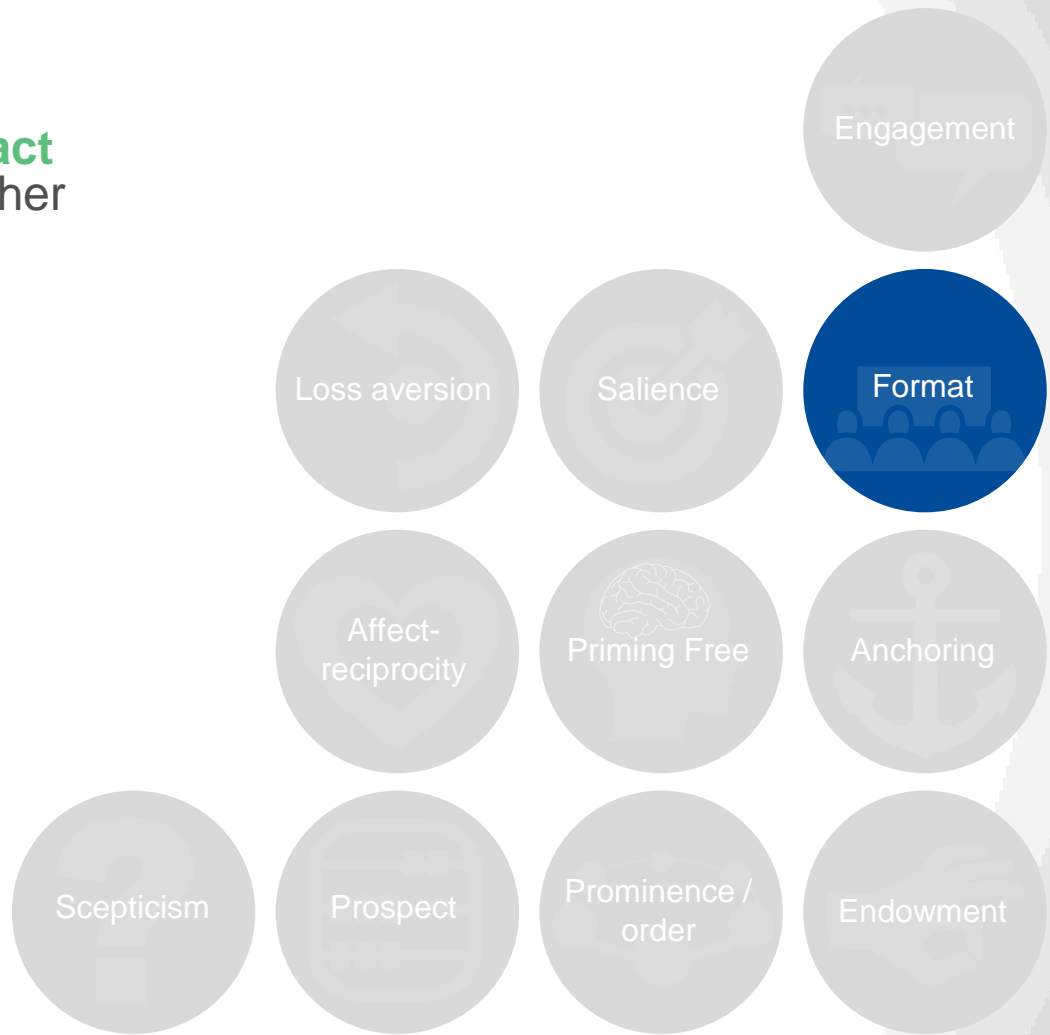 act
her
Engagement
Loss aversion
Salience
Format
Affect-
reciprocity
Priming Free
Anchoring
Scepticism
Prospect
Prominence /
order
Endowment